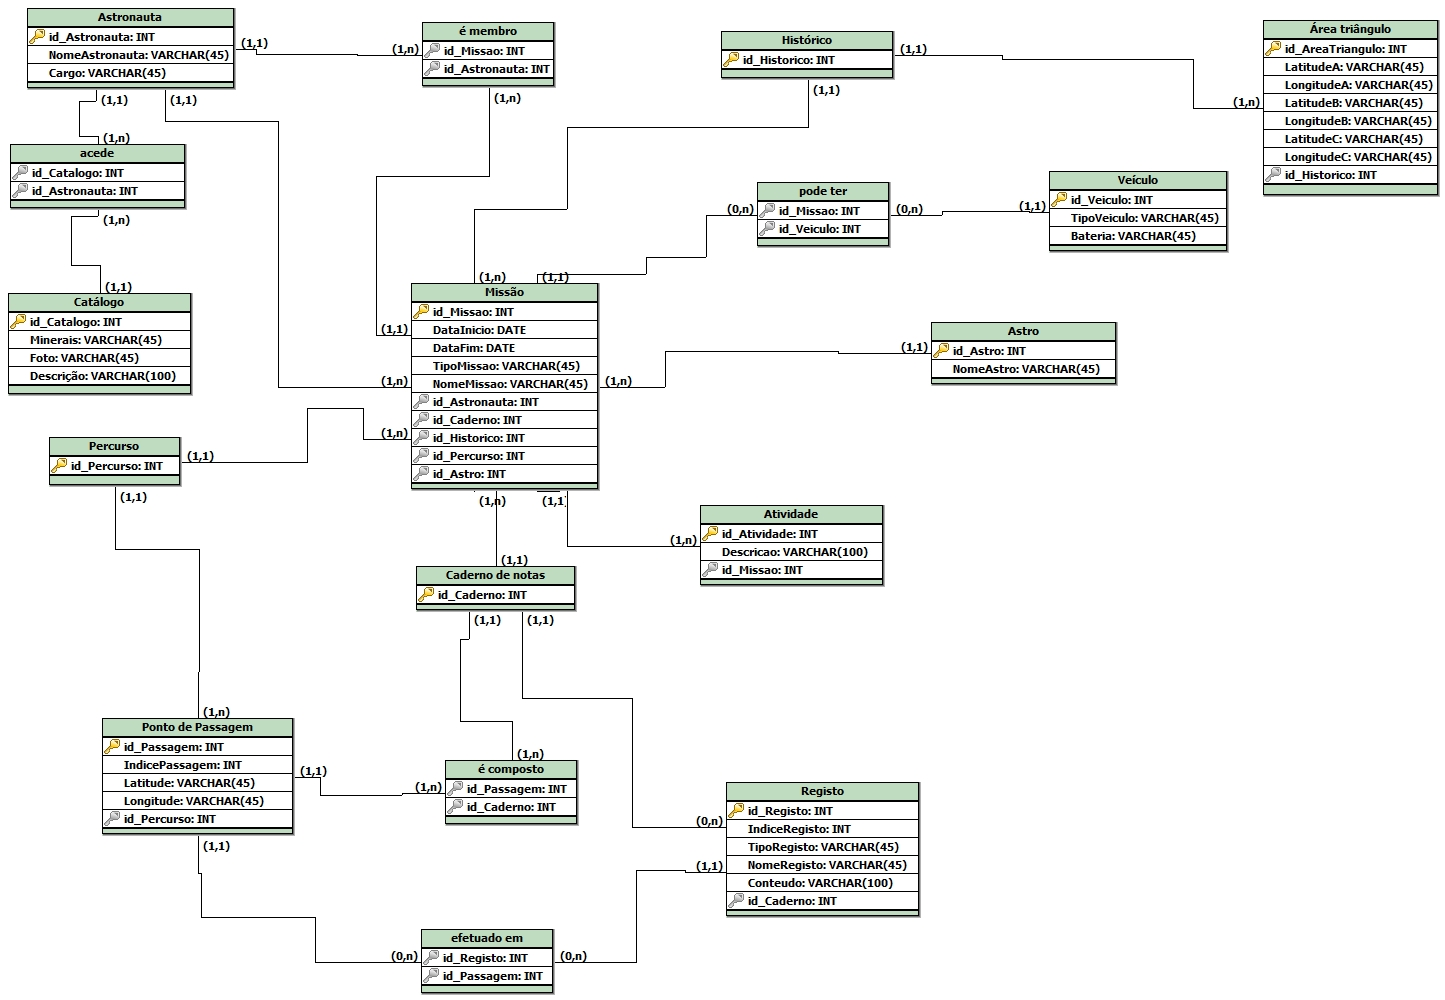 Astronauta
id_Astronauta: INT
NomeAstronauta: VARCHAR(45)
Cargo: VARCHAR(45)
(1,1)
(1,1)
(1,1)
(1,n)
é membro
id_Missao: INT
id_Astronauta: INT
(1,n)
Histórico
id_Historico: INT
(1,1)
(1,1)
Área triângulo
id_AreaTriangulo: INT
LatitudeA: VARCHAR(45)
LongitudeA: VARCHAR(45)
LatitudeB: VARCHAR(45)
LongitudeB: VARCHAR(45)
LatitudeC: VARCHAR(45)
LongitudeC: VARCHAR(45)
id_Historico: INT
(1,n)
(1,n)
acede
id_Catalogo: INT
id_Astronauta: INT
(1,n)
(1,1)
Catálogo
id_Catalogo: INT
Minerais: VARCHAR(45)
Foto: VARCHAR(45)
Descrição: VARCHAR(100)
(0,n)
pode ter
id_Missao: INT
id_Veiculo: INT
(0,n)
(1,1)
Veículo
id_Veiculo: INT
TipoVeiculo: VARCHAR(45)
Bateria: VARCHAR(45)
(1,n)
(1,1)
Missão
id_Missao: INT
DataInicio: DATE
DataFim: DATE
TipoMissao: VARCHAR(45)
NomeMissao: VARCHAR(45)
id_Astronauta: INT
id_Caderno: INT
id_Historico: INT
id_Percurso: INT
id_Astro: INT
(1,1)
(1,n)
(1,n)
(1,n)
(1,n)
(1,1)
(1,1)
Astro
id_Astro: INT
NomeAstro: VARCHAR(45)
Percurso
id_Percurso: INT
(1,1)
(1,1)
(1,n)
Atividade
id_Atividade: INT
Descricao: VARCHAR(100)
id_Missao: INT
(1,1)
Caderno de notas
id_Caderno: INT
(1,1)
(1,1)
(1,n)
Ponto de Passagem
id_Passagem: INT
IndicePassagem: INT
Latitude: VARCHAR(45)
Longitude: VARCHAR(45)
id_Percurso: INT
(1,1)
(1,1)
(1,n)
(1,n)
é composto
id_Passagem: INT
id_Caderno: INT
(0,n)
(1,1)
Registo
id_Registo: INT
IndiceRegisto: INT
TipoRegisto: VARCHAR(45)
NomeRegisto: VARCHAR(45)
Conteudo: VARCHAR(100)
id_Caderno: INT
(0,n)
efetuado em
id_Registo: INT
id_Passagem: INT
(0,n)